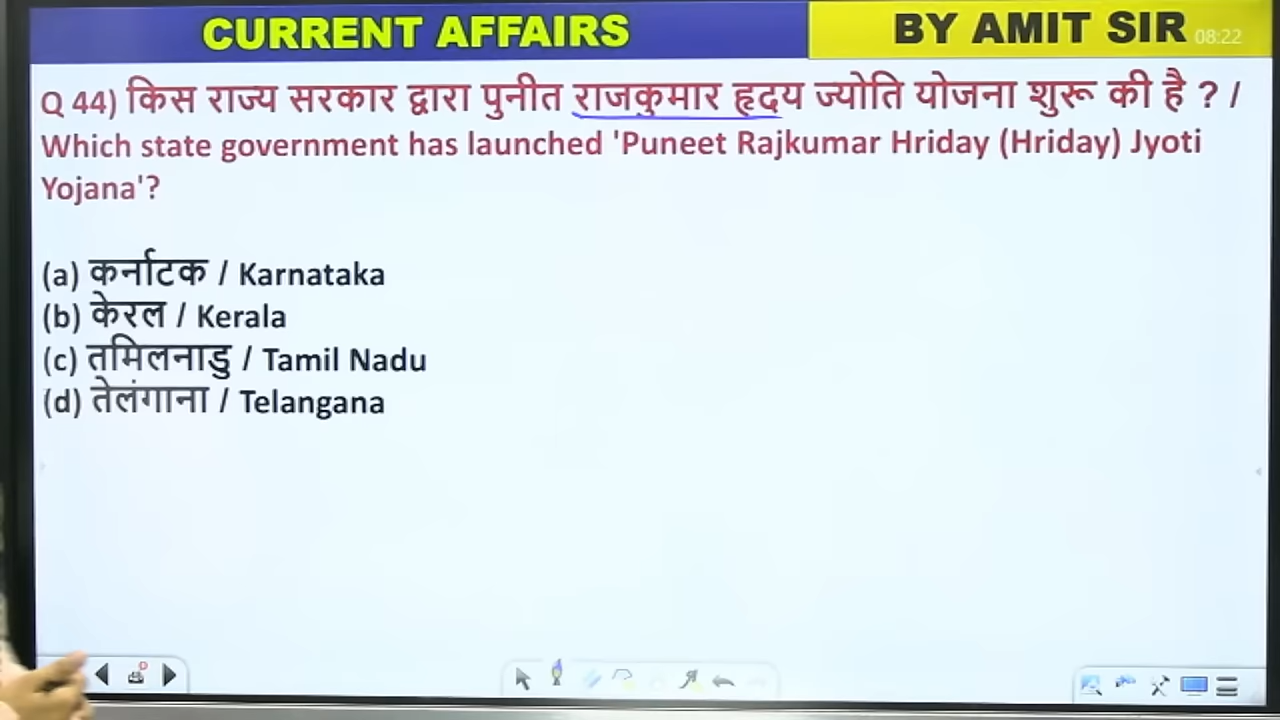 CURRENT AFFAIRS
BY AMIT SIR 08:22
Q 44) किस राज्य सरकार द्वारा पुनीत राजकुमार हृदय ज्योति योजना शुरू की है ? /
Which state government has launched 'Puneet Rajkumar Hriday (Hriday) Jyoti
Yojana'?
(a) कर्नाटक / Karnataka
(b) केरल / Kerala
(c) तमिलनाडु / Tamil Nadu
(d) तेलंगाना / Telangana